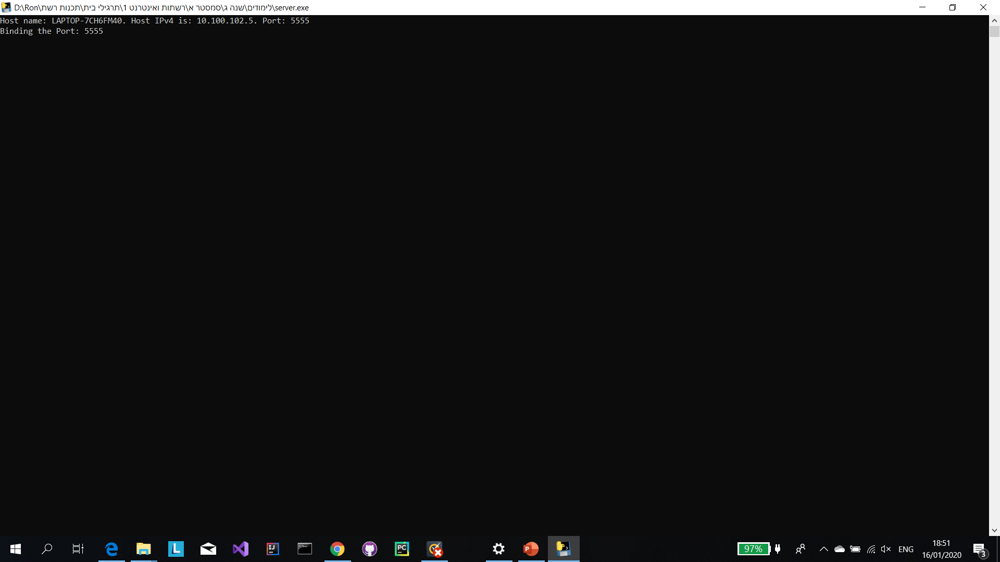 D:\Ron\לימודים\שנה ג\סמסטר א\רשתות ואינטרנט 1\תרגילי בית\תכנות רשת\server.exe
Host name: LAPTOP-7CH6FM40. Host IPv4 is: 10.100.102.5. Port: 5555
Binding the Port: 5555
97%
ENG
18:51
16/01/2020
3